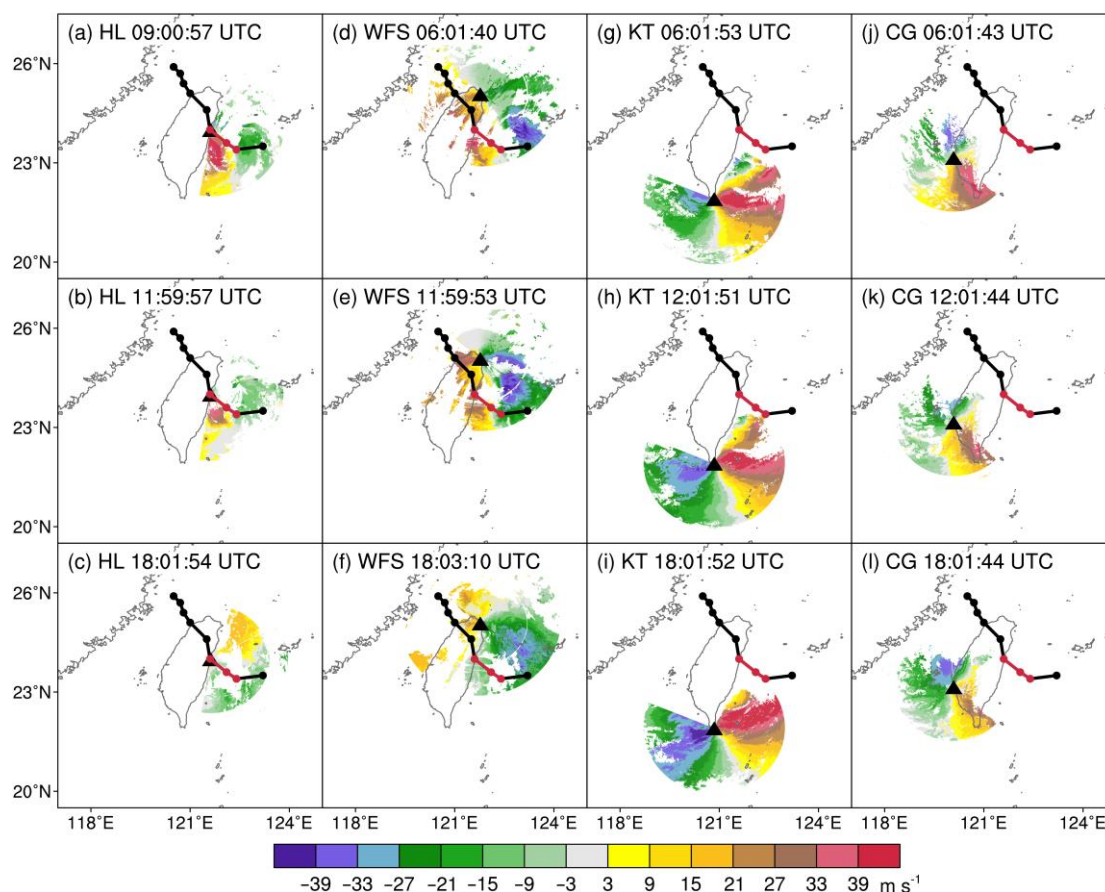 (a) HL 09:00:57 UTC
(d) WFS 06:01:40 UTC
(g) KT 06:01:53 UTC
(j) CG 06:01:43 UTC
26°N
23°N
20°N
(b) HL 11:59:57 UTC
(e) WFS 11:59:53 UTC
(h) KT 12:01:51 UTC
(k) CG 12:01:44 UTC
26°N
23°N
20°N
(c) HL 18:01:54 UTC
(f) WFS 18:03:10 UTC
(i) KT 18:01:52 UTC
(l) CG 18:01:44 UTC
26°N
23°N
20°N
118°E 121°E 124°E 118°E 121°E 124°E 118°E 121°E 124°E 118°E 121°E 124°E
−39 −33 −27 −21 −15 −9 −3 3 9 15 21 27 33 39 m s⁻¹